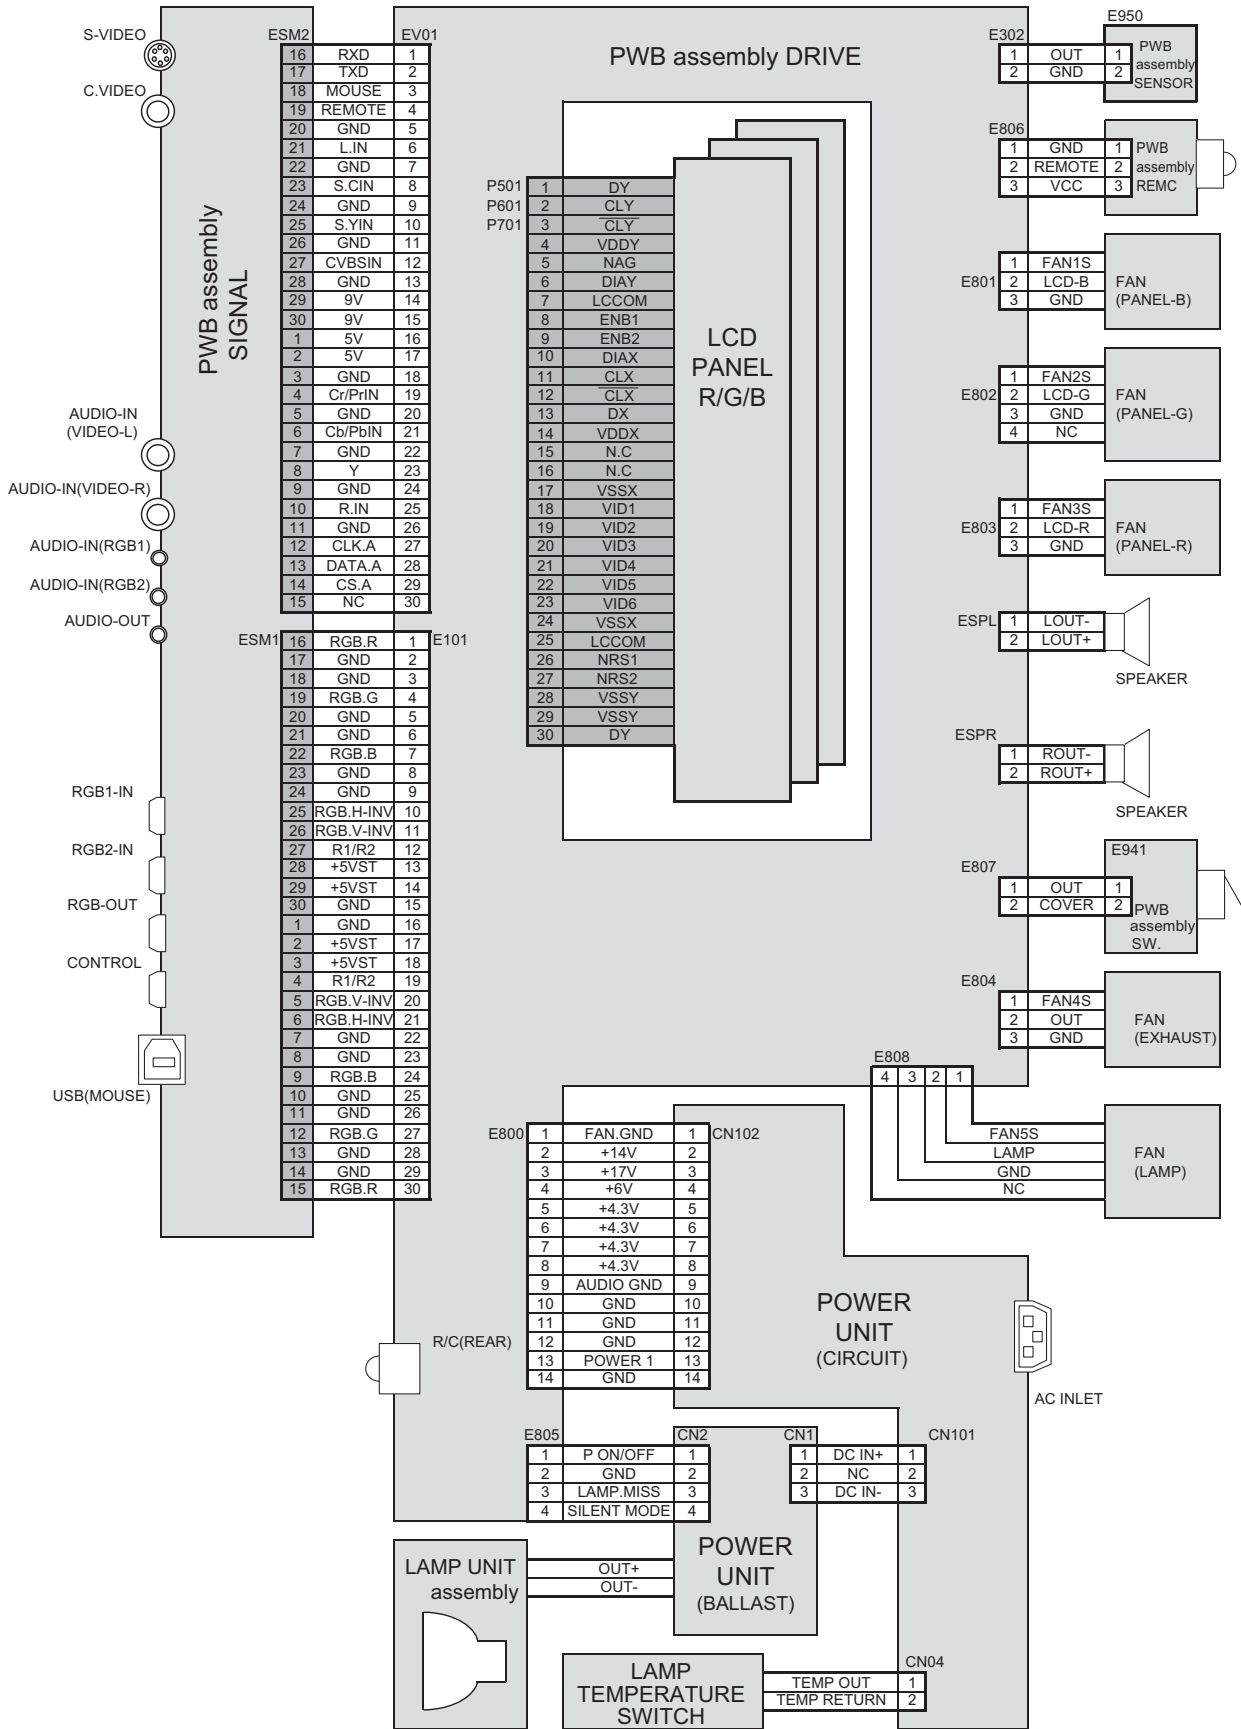 S-VIDEO
C.VIDEO
AUDIO-IN
(VIDEO-L)
AUDIO-IN(VIDEO-R)
AUDIO-IN(RGB1)
AUDIO-IN(RGB2)
AUDIO-OUT
RGB1-IN
RGB2-IN
RGB-OUT
CONTROL
USB(MOUSE)
PWB assembly
SIGNAL
ESM2 EV01
16 RXD 1
17 TXD 2
18 MOUSE 3
19 REMOTE 4
20 GND 5
21 L.IN 6
22 GND 7
23 S.CIN 8
24 GND 9
25 S.YIN 10
26 GND 11
27 CVBSIN 12
28 GND 13
29 9V 14
30 9V 15
1 5V 16
2 5V 17
3 GND 18
4 Cr/PrIN 19
5 GND 20
6 Cb/PbIN 21
7 GND 22
8 Y 23
9 GND 24
10 R.IN 25
11 GND 26
12 CLK.A 27
13 DATA.A 28
14 CS.A 29
15 NC 30
ESM1 E101
16 RGB.R 1
17 GND 2
18 GND 3
19 RGB.G 4
20 GND 5
21 GND 6
22 RGB.B 7
23 GND 8
24 GND 9
25 RGB.H-INV 10
26 RGB.V-INV 11
27 R1/R2 12
28 +5VST 13
29 +5VST 14
30 GND 15
1 GND 16
2 +5VST 17
3 +5VST 18
4 R1/R2 19
5 RGB.V-INV 20
6 RGB.H-INV 21
7 GND 22
8 GND 23
9 RGB.B 24
10 GND 25
11 GND 26
12 RGB.G 27
13 GND 28
14 GND 29
15 RGB.R 30
PWB assembly DRIVE
P501 1 DY
P601 2 CLY
P701 3 CLY
4 VDDY
5 NAG
6 DIAY
7 LCCOM
8 ENB1
9 ENB2
10 DIAX
11 CLX
12 CLX
13 DX
14 VDDX
15 N.C
16 N.C
17 VSSX
18 VID1
19 VID2
20 VID3
21 VID4
22 VID5
23 VID6
24 VSSX
25 LCCOM
26 NRS1
27 NRS2
28 VSSY
29 VSSY
30 DY
LCD
PANEL
R/G/B
E302 E950
1 OUT 1
2 GND 2
PWB
assembly
SENSOR
E806
1 GND 1
2 REMOTE 2
3 VCC 3
PWB
assembly
REMC
E801
1 FAN1S
2 LCD-B
3 GND
FAN
(PANEL-B)
E802
1 FAN2S
2 LCD-G
3 GND
4 NC
FAN
(PANEL-G)
E803
1 FAN3S
2 LCD-R
3 GND
FAN
(PANEL-R)
ESPL
1 LOUT-
2 LOUT+
SPEAKER
ESPR
1 ROUT-
2 ROUT+
SPEAKER
E807 E941
1 OUT 1
2 COVER 2
PWB
assembly
SW.
E804
1 FAN4S
2 OUT
3 GND
FAN
(EXHAUST)
E808
4 3 2 1
FAN5S
LAMP
GND
NC
FAN
(LAMP)
E800 CN102
1 FAN.GND 1
2 +14V 2
3 +17V 3
4 +6V 4
5 +4.3V 5
6 +4.3V 6
7 +4.3V 7
8 +4.3V 8
9 AUDIO GND 9
10 GND 10
11 GND 11
12 GND 12
13 POWER 1 13
14 GND 14
R/C(REAR)
POWER
UNIT
(CIRCUIT)
AC INLET
E805 CN2
1 P ON/OFF 1
2 GND 2
3 LAMP.MISS 3
4 SILENT MODE 4
CN1 CN101
1 DC IN+ 1
2 NC 2
3 DC IN- 3
POWER
UNIT
(BALLAST)
LAMP UNIT
assembly
OUT+
OUT-
LAMP
TEMPERATURE
SWITCH
CN04
TEMP OUT 1
TEMP RETURN 2